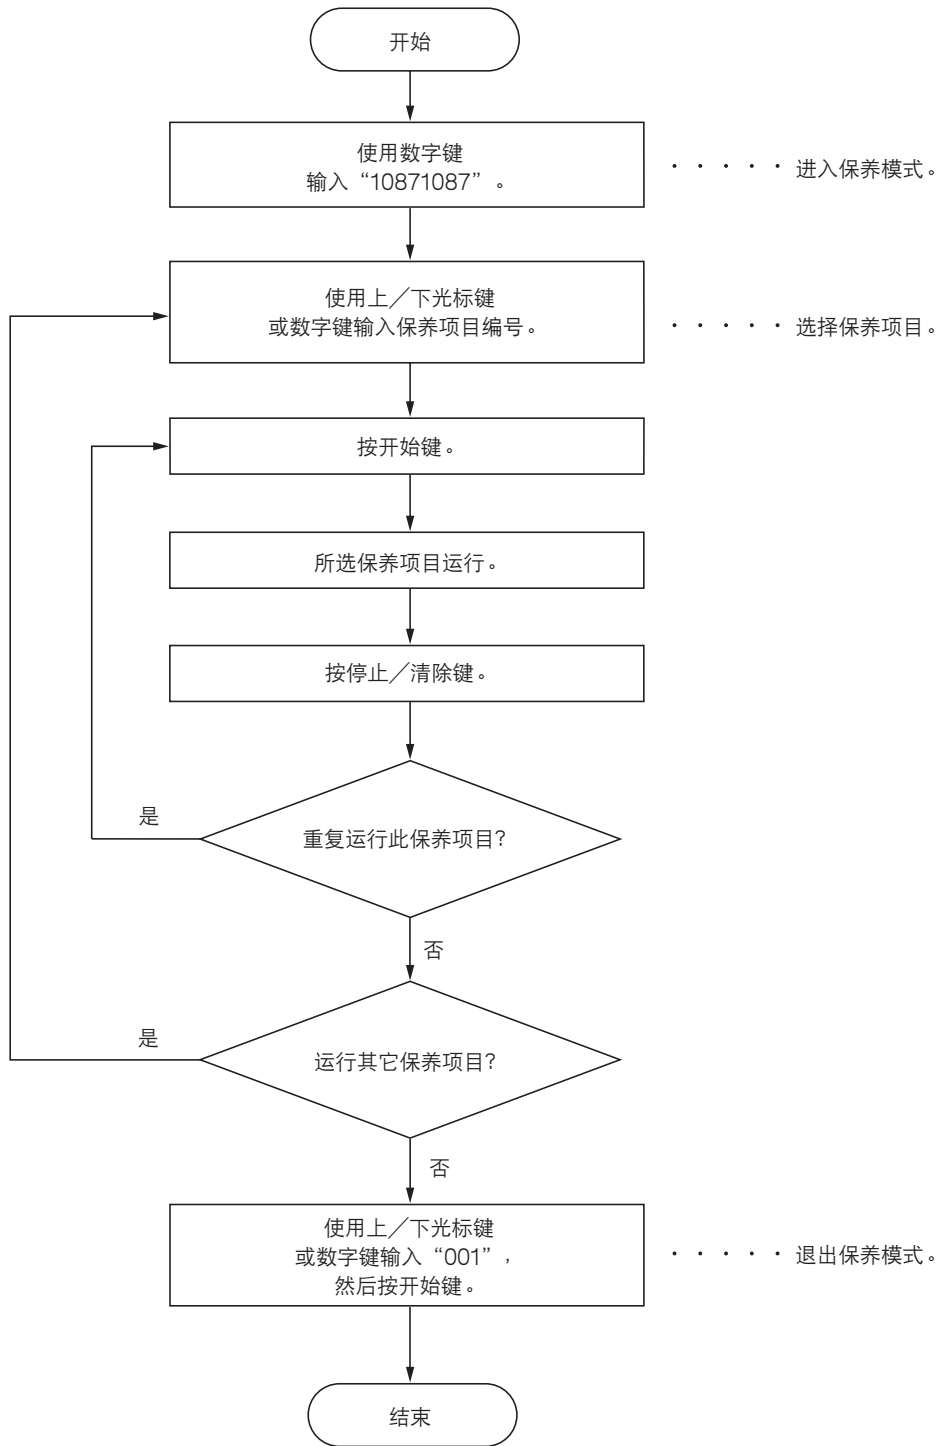 开始
使用数字键
输入“10871087”。
· · · · · 进入保养模式。
使用上／下光标键
或数字键输入保养项目编号。
· · · · · 选择保养项目。
按开始键。
所选保养项目运行。
按停止／清除键。
是
重复运行此保养项目?
否
是
运行其它保养项目?
否
使用上／下光标键
或数字键输入“001”，
然后按开始键。
· · · · · 退出保养模式。
结束